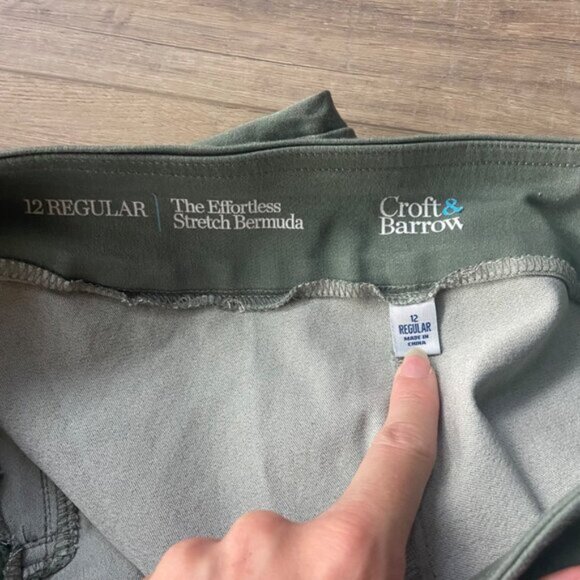 12 REGULAR
The Effortless
Stretch Bermuda
Croft&
Barrow
12
REGULAR
MADE IN
CHINA